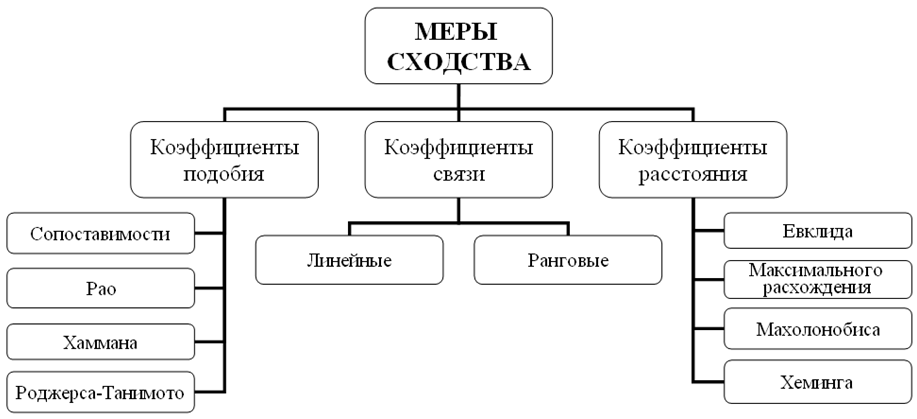 МЕРЫ
СХОДСТВА
Коэффициенты
подобия
Коэффициенты
связи
Коэффициенты
расстояния
Сопоставимости
Рао
Хаммана
Роджерса-Танимото
Линейные
Ранговые
Евклида
Максимального
расхождения
Махолонобиса
Хеминга